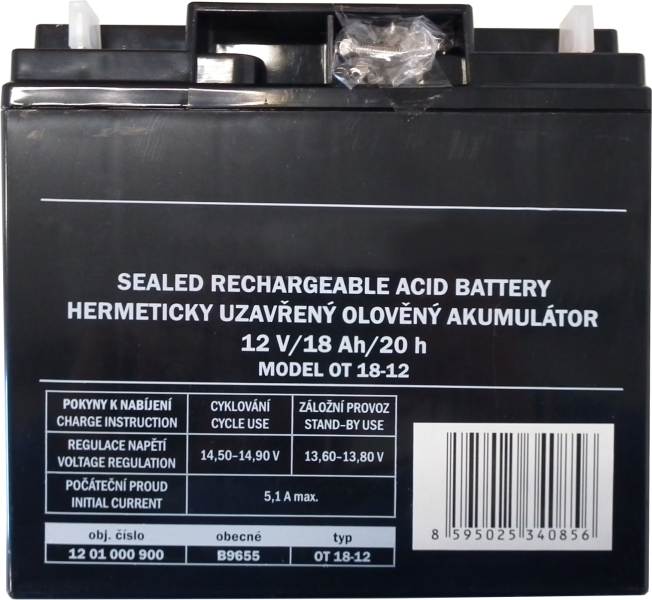 SEALED RECHARGEABLE ACID BATTERY
HERMETICKY UZAVŘENÝ OLOVĚNÝ AKUMULÁTOR
12 V/18 Ah/20 h
MODEL OT 18-12
POKYNY K NABÍJENÍ CYKLOVÁNÍ ZÁLOŽNÍ PROVOZ
CHARGE INSTRUCTION CYCLE USE STAND–BY USE
REGULACE NAPĚTÍ
VOLTAGE REGULATION 14,50–14,90 V 13,60–13,80 V
POČÁTEČNÍ PROUD
INITIAL CURRENT 5,1 A max.
obj. číslo obecné typ
12 01 000 900 B9655 OT 18-12
8 595025 340856